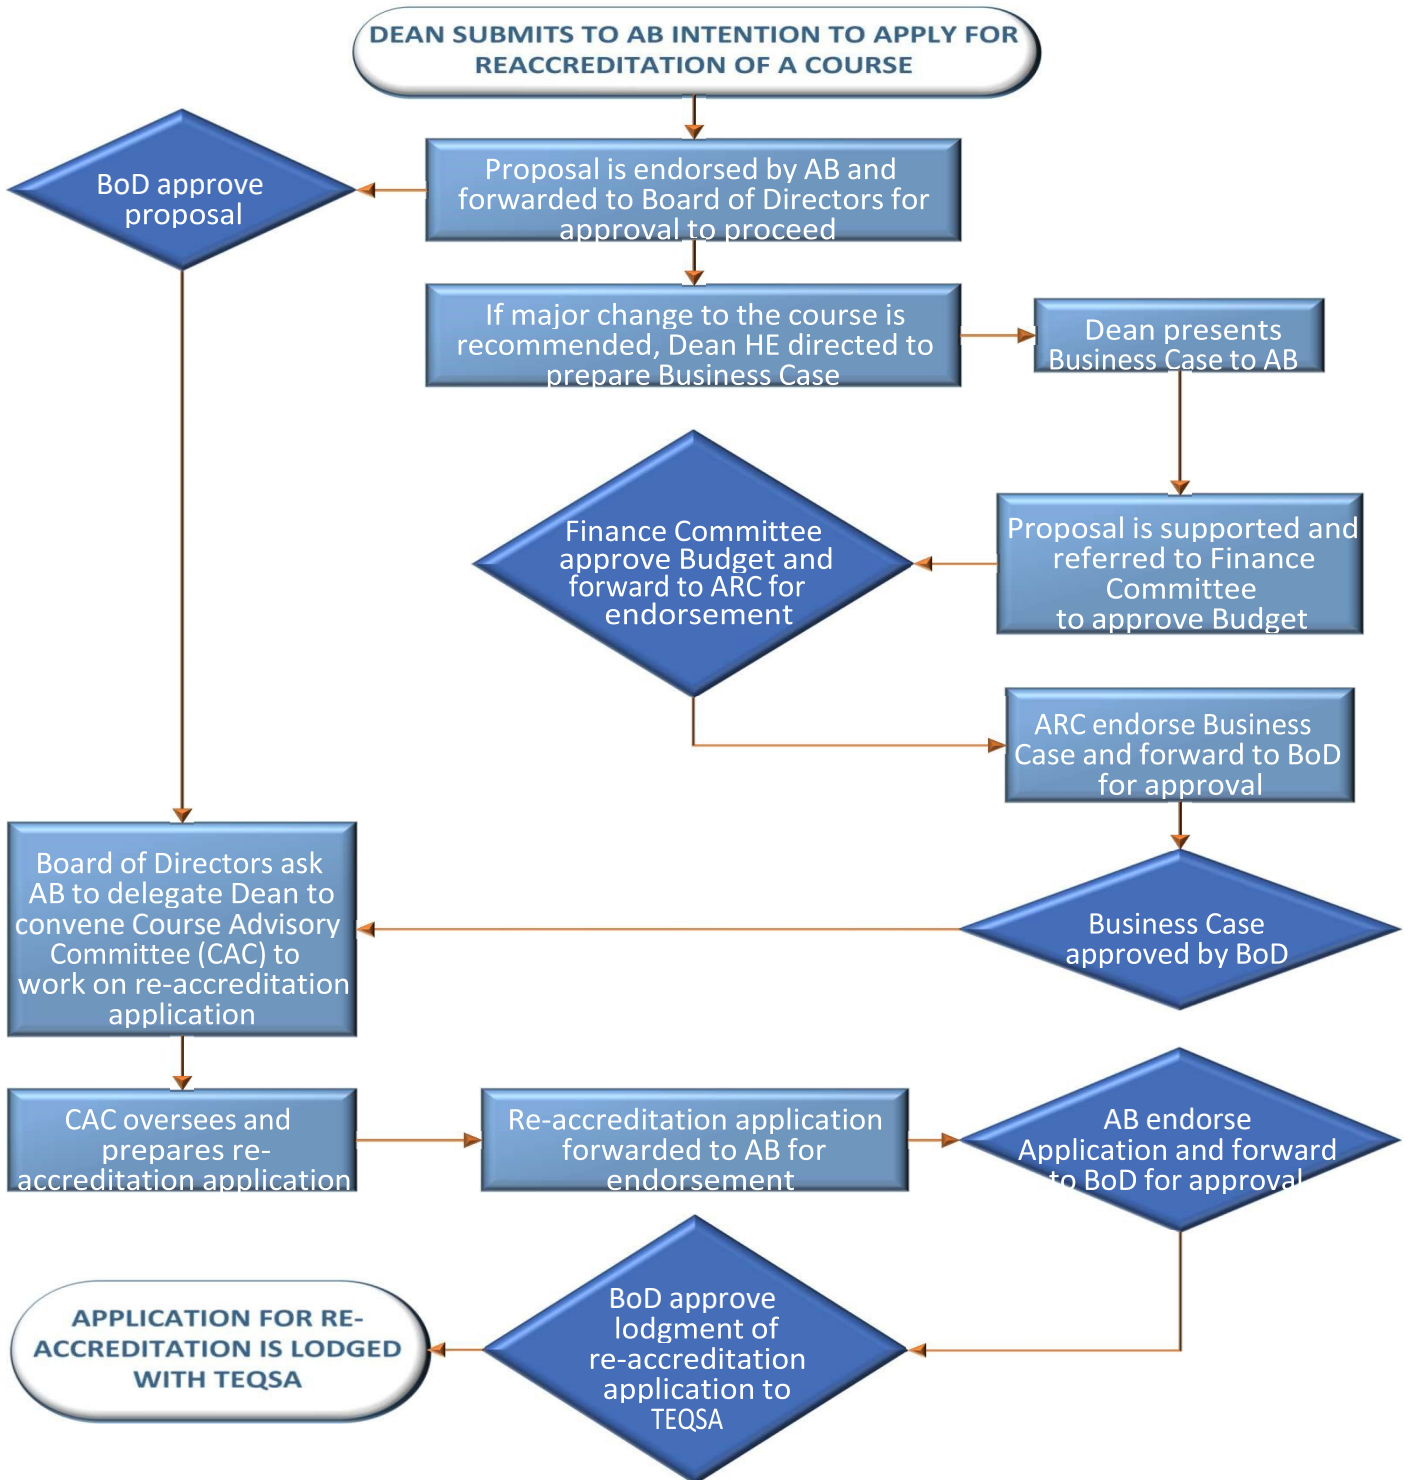 DEAN SUBMITS TO AB INTENTION TO APPLY FOR
REACCREDITATION OF A COURSE
BoD approve
proposal
Proposal is endorsed by AB and
forwarded to Board of Directors for
approval to proceed
If major change to the course is
recommended, Dean HE directed to
prepare Business Case
Dean presents
Business Case to AB
Finance Committee
approve Budget and
forward to ARC for
endorsement
Proposal is supported and
referred to Finance
Committee
to approve Budget
ARC endorse Business
Case and forward to BoD
for approval
Board of Directors ask
AB to delegate Dean to
convene Course Advisory
Committee (CAC) to
work on re-accreditation
application
Business Case
approved by BoD
CAC oversees and
prepares re-
accreditation application
Re-accreditation application
forwarded to AB for
endorsement
AB endorse
Application and forward
to BoD for approval
BoD approve
lodgment of
re-accreditation
application to
TEQSA
APPLICATION FOR RE-
ACCREDITATION IS LODGED
WITH TEQSA